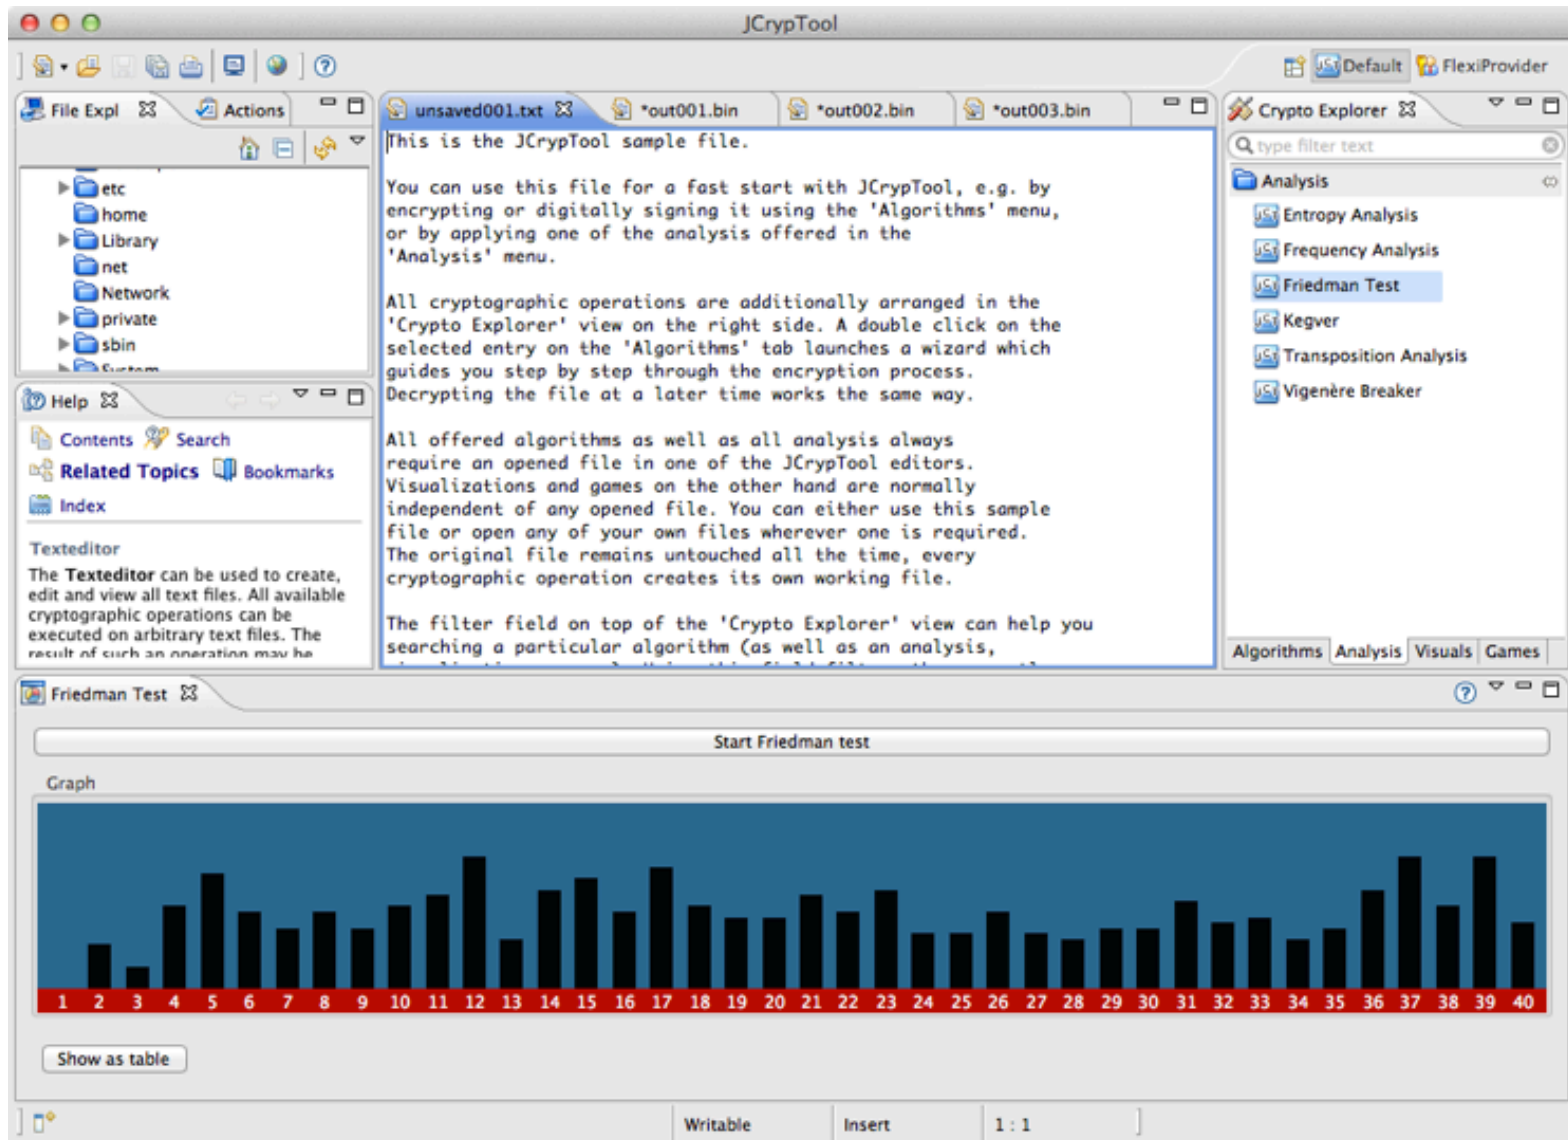 JCrypTool
Default FlexiProvider
File Expl Actions
etc
home
Library
net
Network
private
sbin
System
Help
Contents Search
Related Topics Bookmarks
Index
Texteditor
The Texteditor can be used to create,
edit and view all text files. All available
cryptographic operations can be
executed on arbitrary text files. The
result of such an operation may be
unsaved001.txt *out001.bin *out002.bin *out003.bin
This is the JCrypTool sample file.
You can use this file for a fast start with JCrypTool, e.g. by
encrypting or digitally signing it using the 'Algorithms' menu,
or by applying one of the analysis offered in the
'Analysis' menu.
All cryptographic operations are additionally arranged in the
'Crypto Explorer' view on the right side. A double click on the
selected entry on the 'Algorithms' tab launches a wizard which
guides you step by step through the encryption process.
Decrypting the file at a later time works the same way.
All offered algorithms as well as all analysis always
require an opened file in one of the JCrypTool editors.
Visualizations and games on the other hand are normally
independent of any opened file. You can either use this sample
file or open any of your own files wherever one is required.
The original file remains untouched all the time, every
cryptographic operation creates its own working file.
The filter field on top of the 'Crypto Explorer' view can help you
searching a particular algorithm (as well as an analysis,
Crypto Explorer
type filter text
Analysis
Entropy Analysis
Frequency Analysis
Friedman Test
Kegver
Transposition Analysis
Vigenère Breaker
Algorithms Analysis Visuals Games
Friedman Test
Start Friedman test
Graph
1 2 3 4 5 6 7 8 9 10 11 12 13 14 15 16 17 18 19 20 21 22 23 24 25 26 27 28 29 30 31 32 33 34 35 36 37 38 39 40
Show as table
Writable Insert 1 : 1